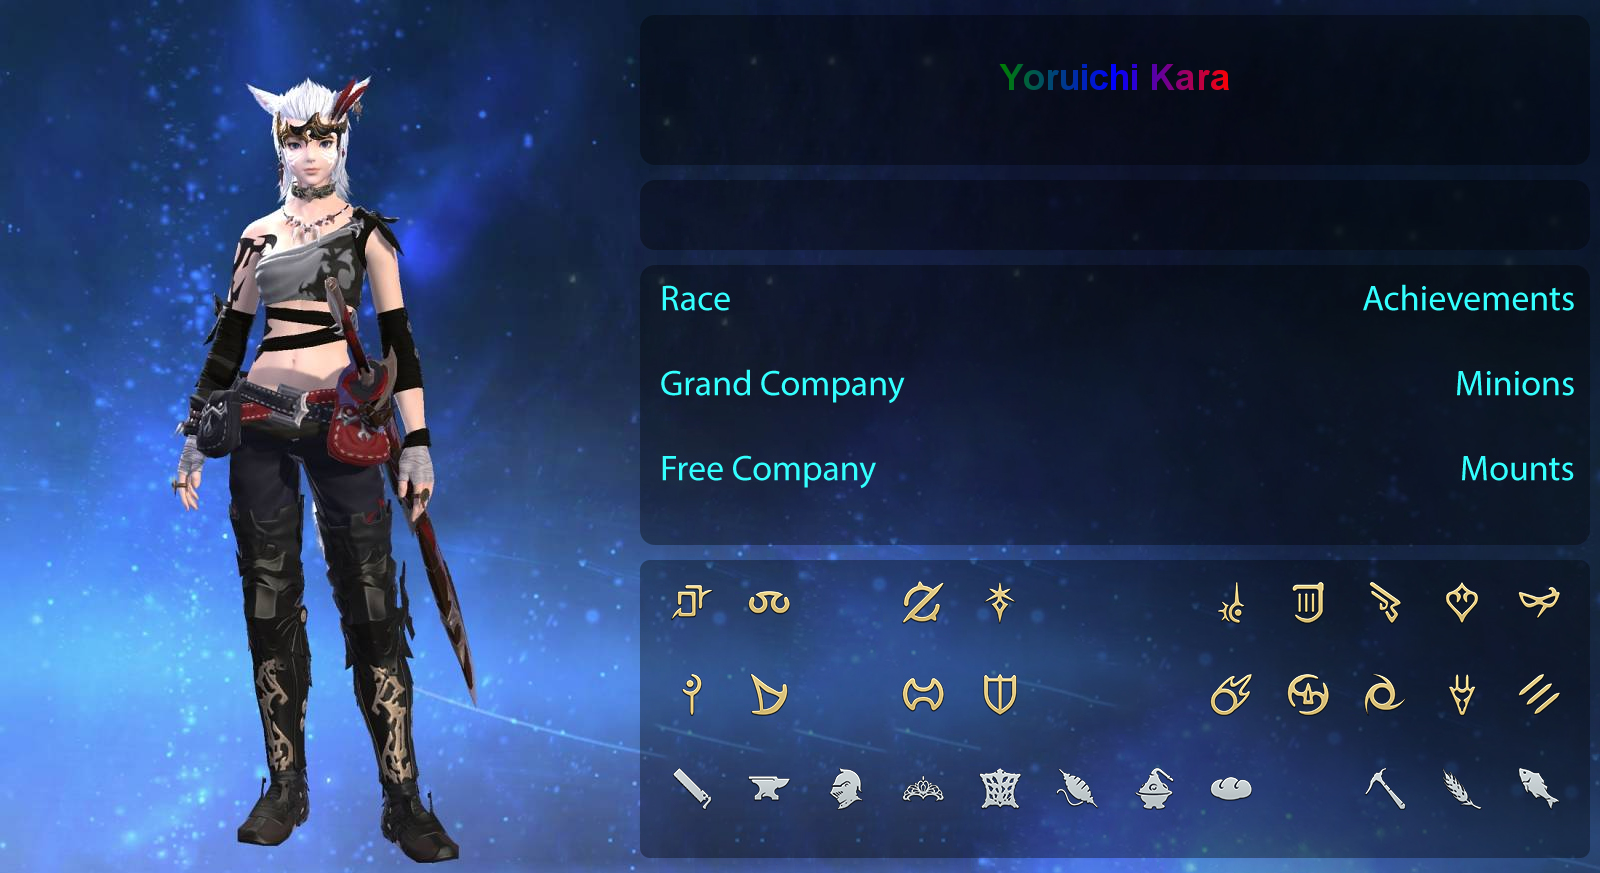 Yoruichi Kara
Race
Achievements
Grand Company
Minions
Free Company
Mounts